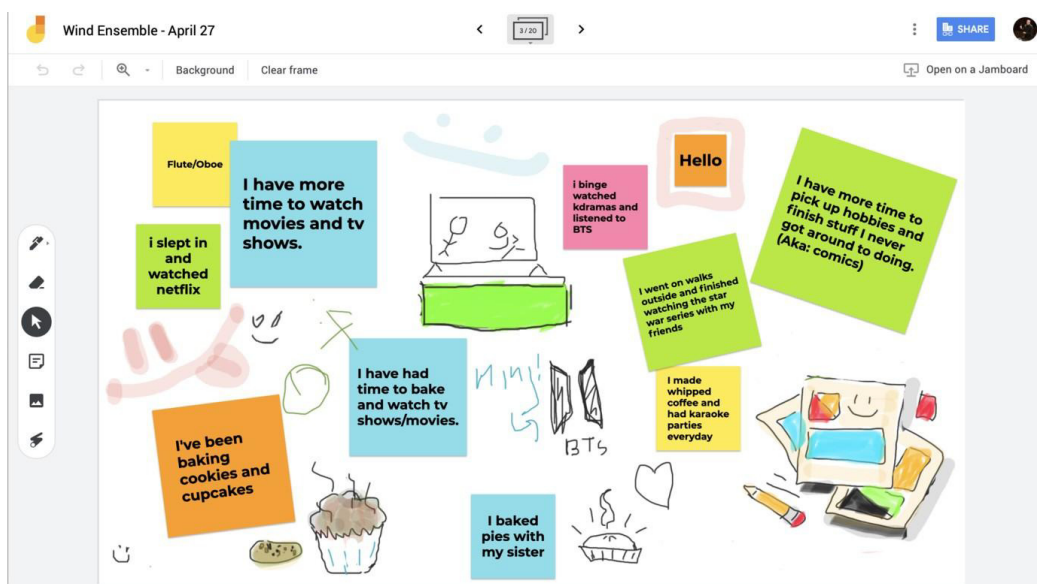 Wind Ensemble - April 27
3 / 20
SHARE
Background
Clear frame
Open on a Jamboard
Flute/Oboe
I have more
time to watch
movies and tv
shows.
i slept in
and
watched
netflix
i binge
watched
kdramas and
listened to
BTS
Hello
I have more time to
pick up hobbies and
finish stuff I never
got around to doing.
(Aka: comics)
I went on walks
outside and finished
watching the star
war series with my
friends
I have had
time to bake
and watch tv
shows/movies.
BTS
I made
whipped
coffee and
had karaoke
parties
everyday
I've been
baking
cookies and
cupcakes
I baked
pies with
my sister